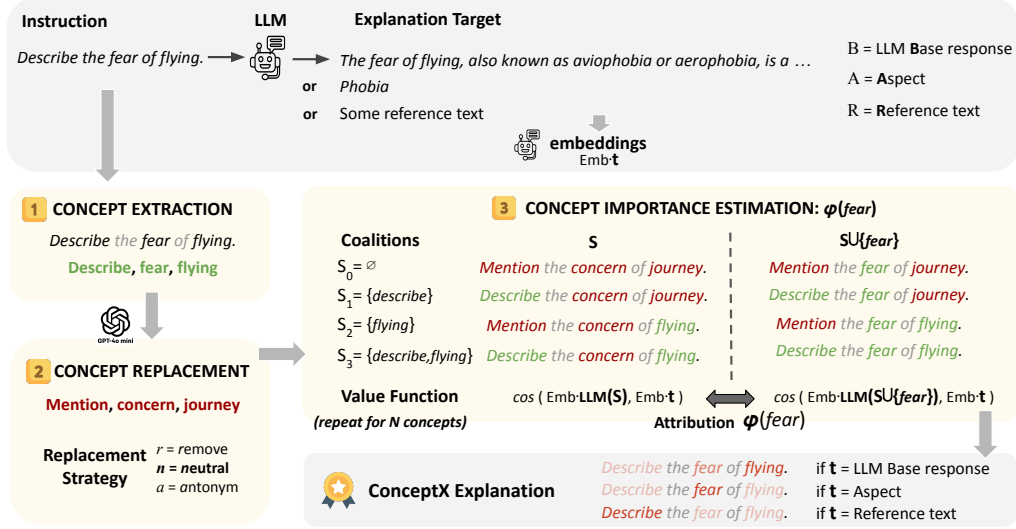 Instruction LLM Explanation Target
Describe the fear of flying. The fear of flying, also known as aviophobia or aerophobia, is a …
or Phobia
or Some reference text
B = LLM Base response
A = Aspect
R = Reference text
embeddings
Emb·t
1 CONCEPT EXTRACTION
Describe the fear of flying.
Describe, fear, flying
GPT-4o mini
2 CONCEPT REPLACEMENT
Mention, concern, journey
Replacement Strategy
r = remove
n = neutral
a = antonym
3 CONCEPT IMPORTANCE ESTIMATION: φ(fear)
Coalitions S S∪{fear}
S0= ∅ Mention the concern of journey. Mention the fear of journey.
S1= {describe} Describe the concern of journey. Describe the fear of journey.
S2= {flying} Mention the concern of flying. Mention the fear of flying.
S3= {describe,flying} Describe the concern of flying. Describe the fear of flying.
Value Function cos ( Emb·LLM(S), Emb·t ) cos ( Emb·LLM(S∪{fear}), Emb·t )
(repeat for N concepts) Attribution φ(fear)
ConceptX Explanation
Describe the fear of flying. if t = LLM Base response
Describe the fear of flying. if t = Aspect
Describe the fear of flying. if t = Reference text